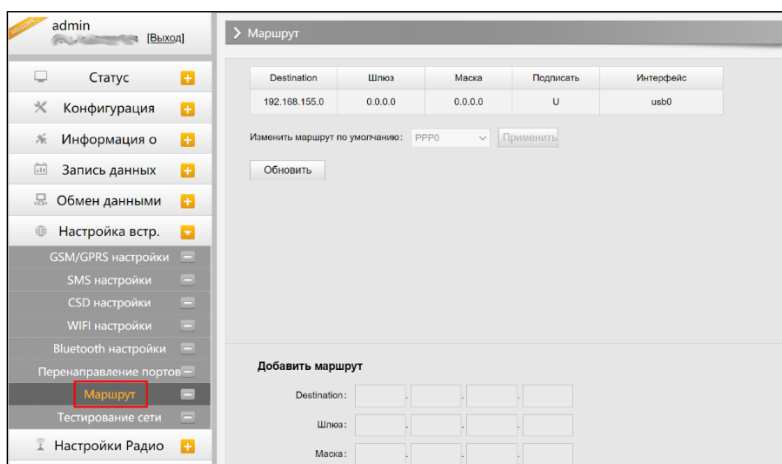 admin
[Выход]
Статус
Конфигурация
Информация о
Запись данных
Обмен данными
Настройка встр.
GSM/GPRS настройки
SMS настройки
CSD настройки
WIFI настройки
Bluetooth настройки
Перенаправление портов
Маршрут
Тестирование сети
Настройки Радио
Маршрут
Destination Шлюз Маска Подписать Интерфейс
192.168.155.0 0.0.0.0 0.0.0.0 U usb0
Изменить маршрут по умолчанию: PPP0 Применить
Обновить
Добавить маршрут
Destination:
Шлюз:
Маска: